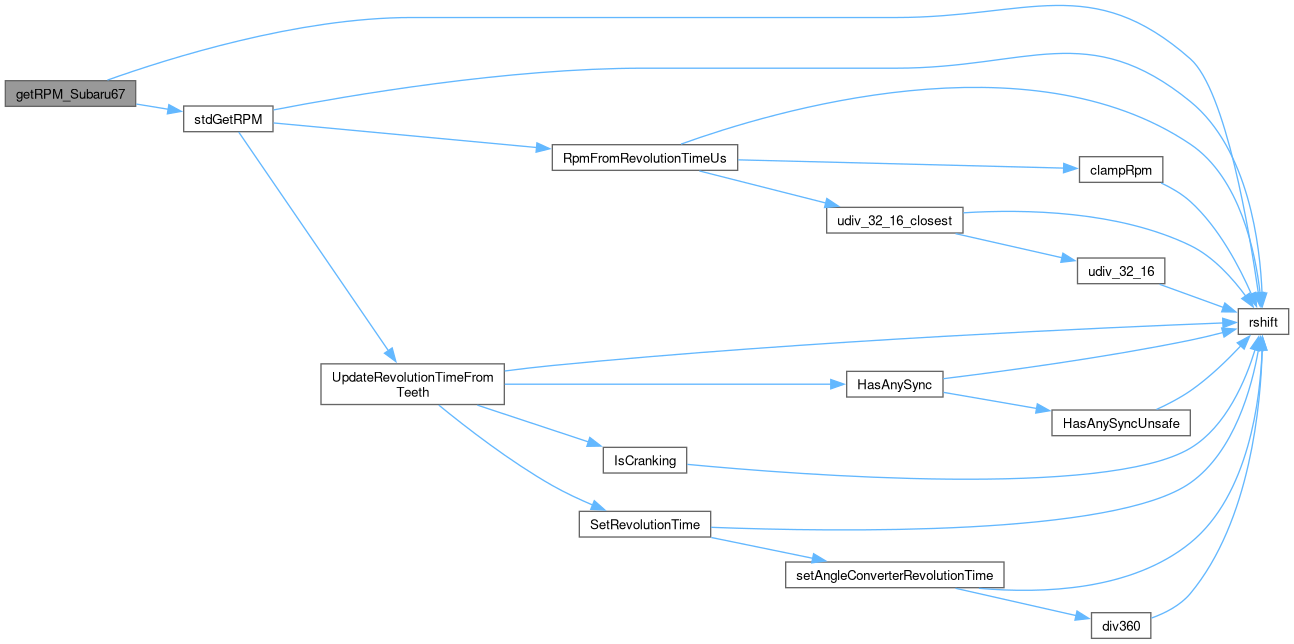 getRPM_Subaru67
stdGetRPM
RpmFromRevolutionTimeUs
clampRpm
udiv_32_16_closest
udiv_32_16
rshift
UpdateRevolutionTimeFrom
Teeth
HasAnySync
HasAnySyncUnsafe
IsCranking
SetRevolutionTime
setAngleConverterRevolutionTime
div360